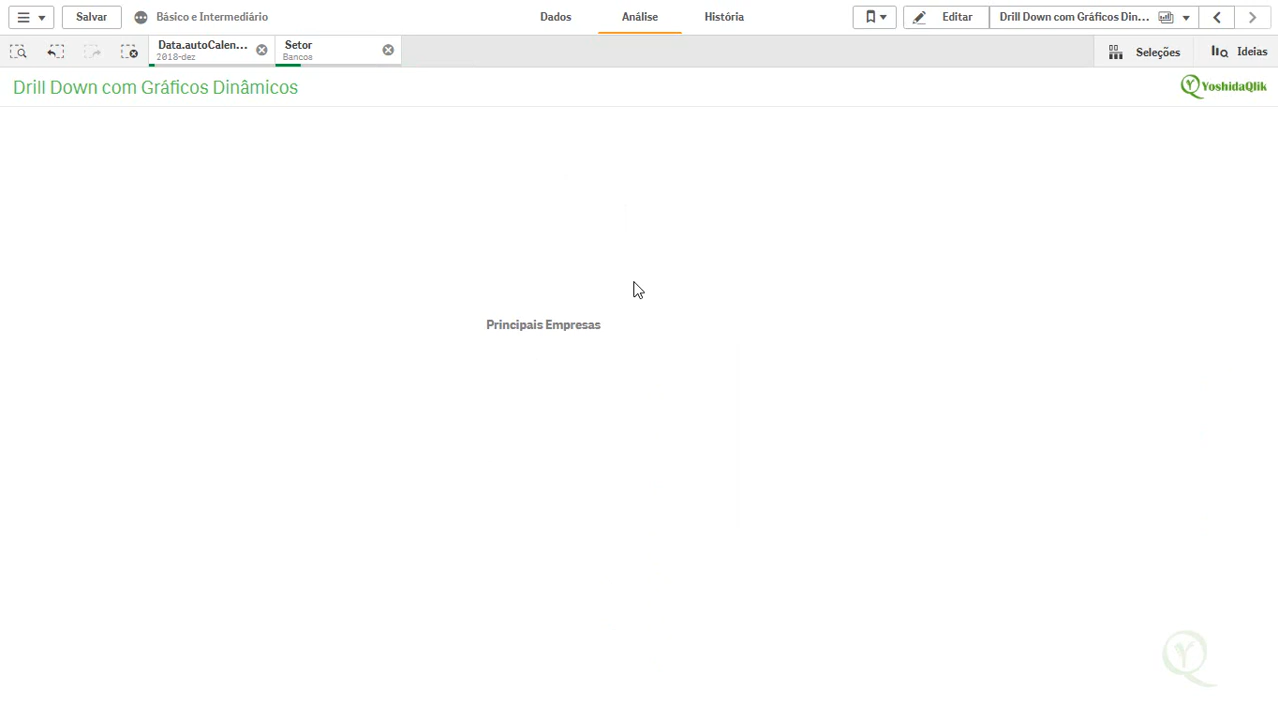 Salvar
Básico e Intermediário
Dados
Análise
História
Editar
Drill Down com Gráficos Din...
Data.autoCalen...
2018-dez
Setor
Bancos
Seleções
Ideias
Drill Down com Gráficos Dinâmicos
YoshidaQlik
Principais Empresas